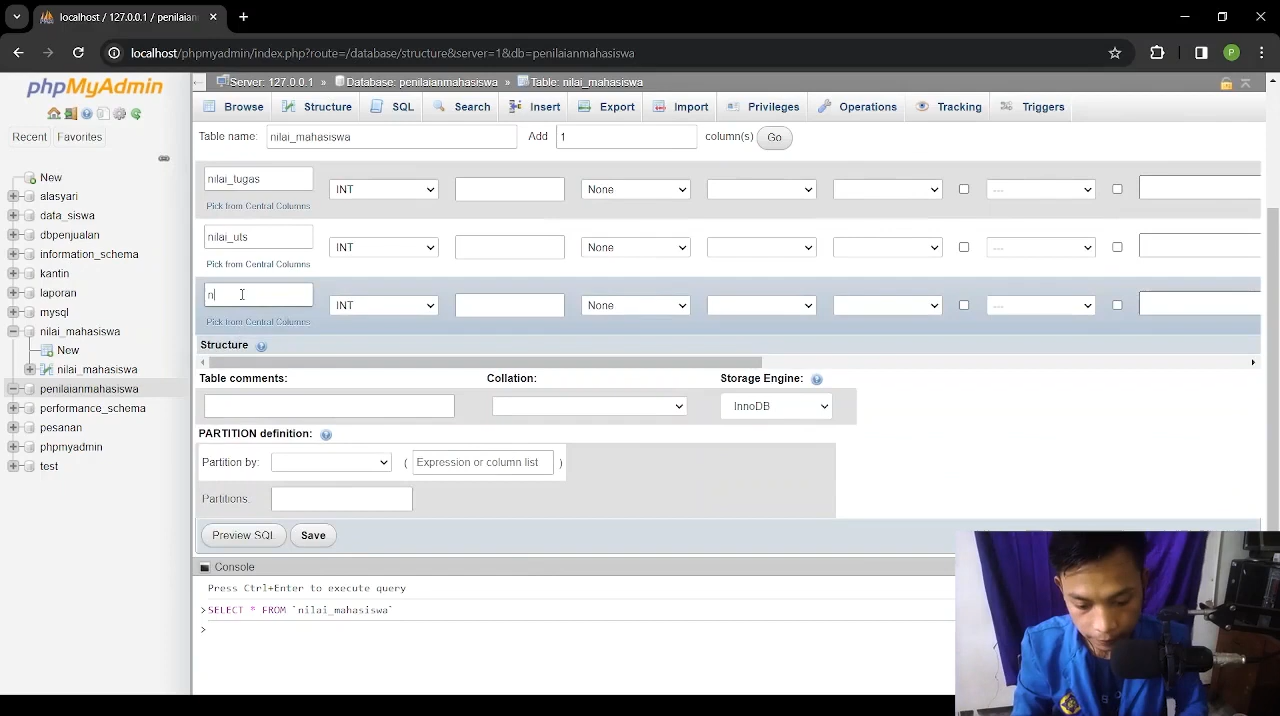 localhost / 127.0.0.1 / penilaian
localhost/phpmyadmin/index.php?route=/database/structure&server=1&db=penilaianmahasiswa
P
phpMyAdmin
Recent Favorites
New
alasyari
data_siswa
dbpenjualan
information_schema
kantin
laporan
mysql
nilai_mahasiswa
New
nilai_mahasiswa
penilaianmahasiswa
performance_schema
pesanan
phpmyadmin
test
Server: 127.0.0.1 » Database: penilaianmahasiswa » Table: nilai_mahasiswa
Browse Structure SQL Search Insert Export Import Privileges Operations Tracking Triggers
Table name: nilai_mahasiswa Add 1 column(s) Go
nilai_tugas INT None ---
Pick from Central Columns
nilai_uts INT None ---
Pick from Central Columns
n INT None ---
Pick from Central Columns
Structure
Table comments: Collation: Storage Engine:
InnoDB
PARTITION definition:
Partition by: ( Expression or column list )
Partitions:
Preview SQL Save
Console
Press Ctrl+Enter to execute query
>SELECT * FROM `nilai_mahasiswa`
>